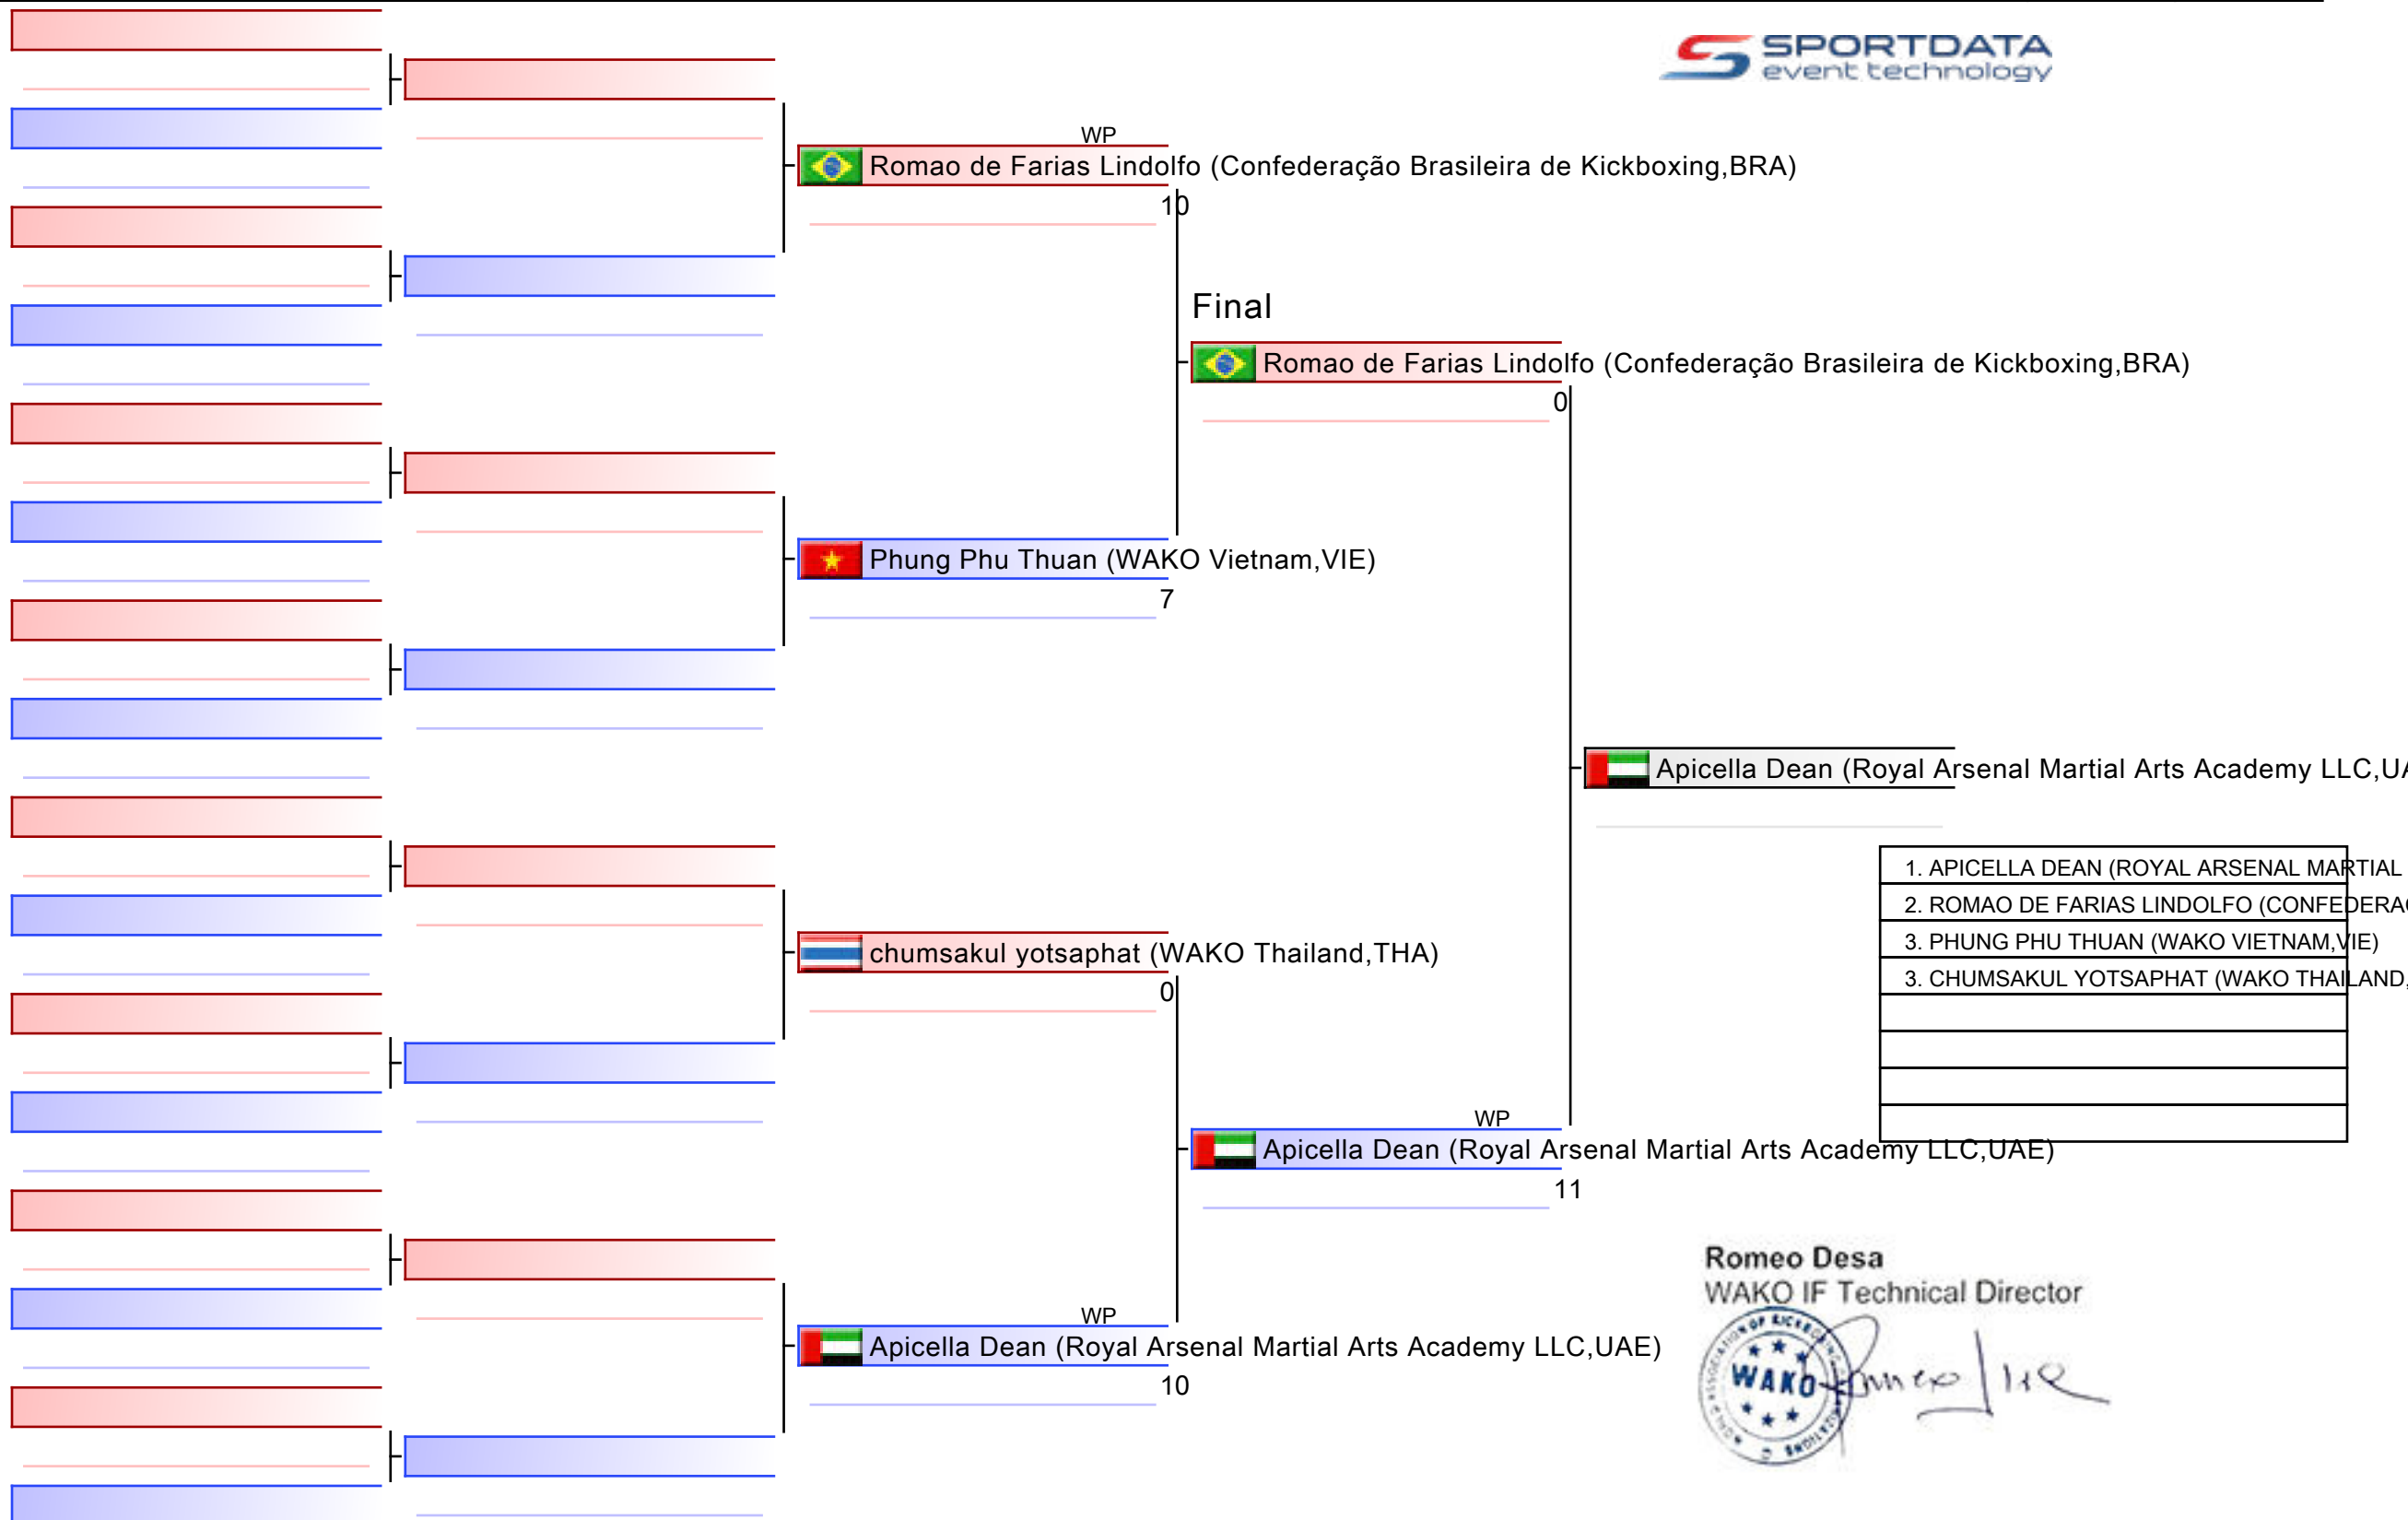 SPORTDATA
event technology
WP
Romao de Farias Lindolfo (Confederação Brasileira de Kickboxing,BRA)
10
Final
Romao de Farias Lindolfo (Confederação Brasileira de Kickboxing,BRA)
0
Phung Phu Thuan (WAKO Vietnam,VIE)
7
Apicella Dean (Royal Arsenal Martial Arts Academy LLC,UA
1. APICELLA DEAN (ROYAL ARSENAL MARTIAL
2. ROMAO DE FARIAS LINDOLFO (CONFEDERA
3. PHUNG PHU THUAN (WAKO VIETNAM,VIE)
3. CHUMSAKUL YOTSAPHAT (WAKO THAILAND,
chumsakul yotsaphat (WAKO Thailand,THA)
0
WP
Apicella Dean (Royal Arsenal Martial Arts Academy LLC,UAE)
11
WP
Apicella Dean (Royal Arsenal Martial Arts Academy LLC,UAE)
10
Romeo Desa
WAKO IF Technical Director
WAKO